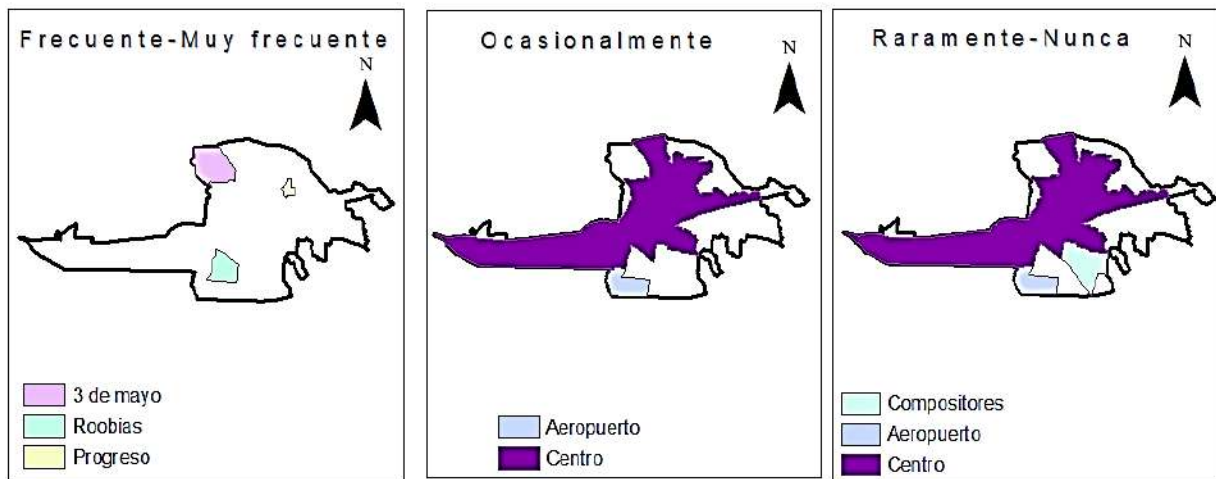 Frecuente-Muy frecuente
N
3 de mayo
Roobias
Progreso
Ocasionalmente
N
Aeropuerto
Centro
Raramente-Nunca
N
Compositores
Aeropuerto
Centro